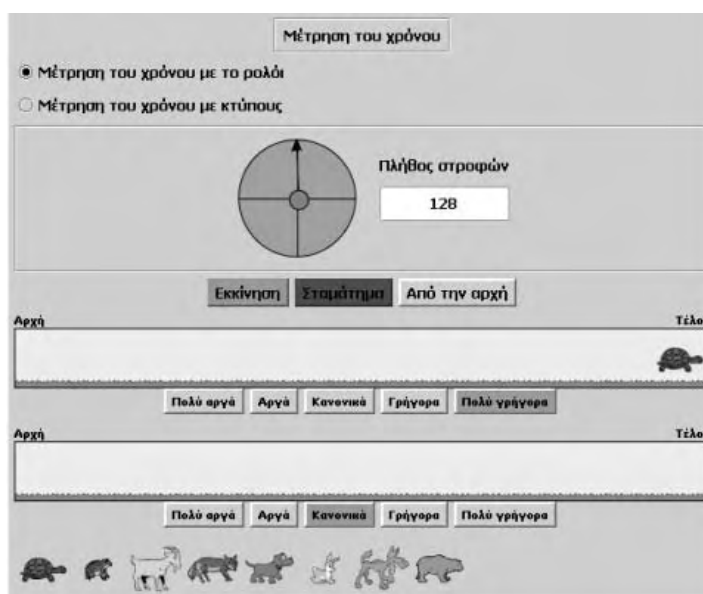 Μέτρηση του χρόνου
Μέτρηση του χρόνου με το ρολόι
Μέτρηση του χρόνου με κτύπους
Πλήθος στροφών
128
Εκκίνηση Σταμάτημα Από την αρχή
Αρχή Τέλο
Πολύ αργά Αργά Κανονικά Γρήγορα Πολύ γρήγορα
Αρχή Τέλο
Πολύ αργά Αργά Κανονικά Γρήγορα Πολύ γρήγορα